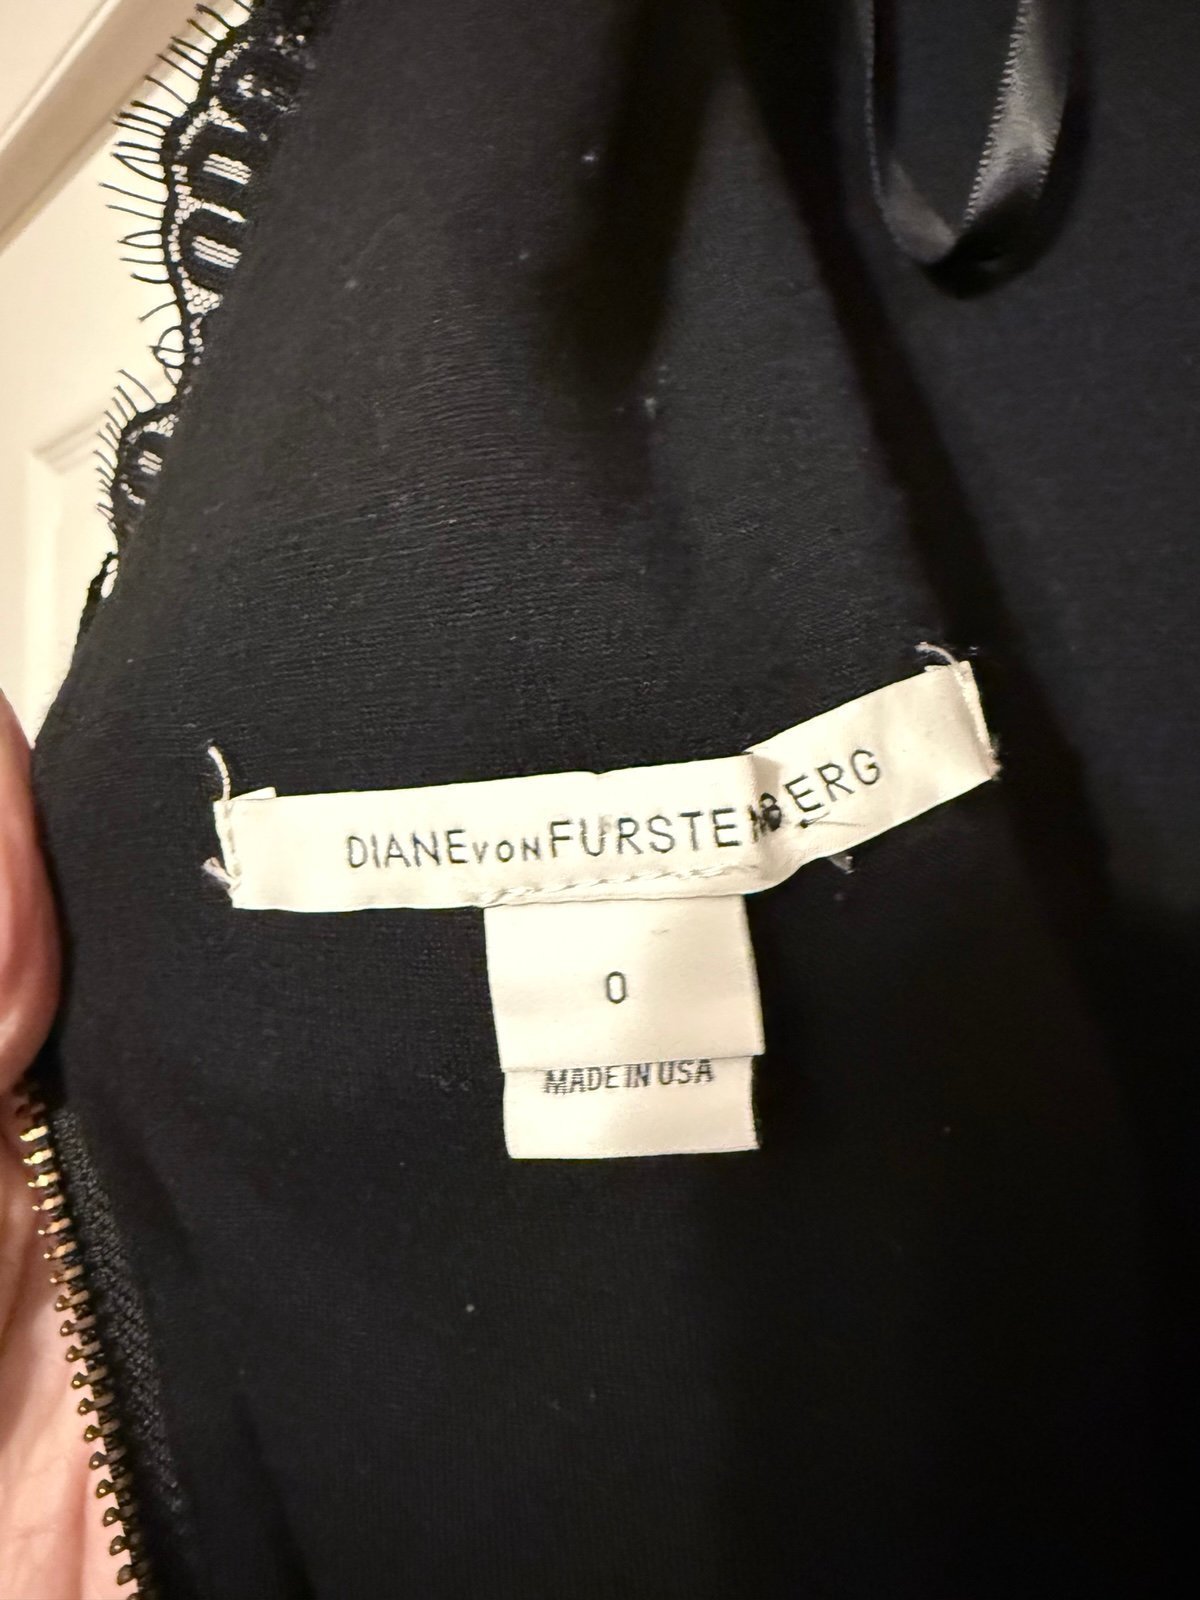 DIANE VON FURSTENBERG
0
MADE IN USA